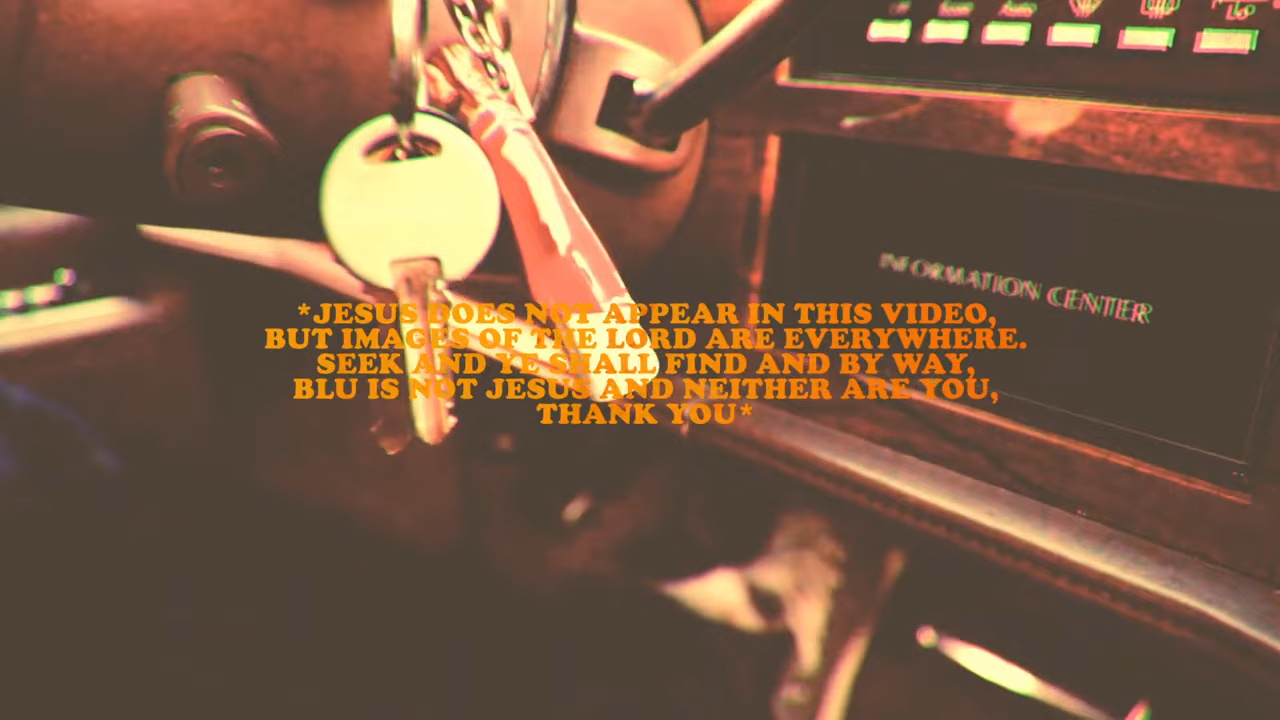 Auto
INFORMATION CENTER
*JESUS DOES NOT APPEAR IN THIS VIDEO,
BUT IMAGES OF THE LORD ARE EVERYWHERE.
SEEK AND YE SHALL FIND AND BY WAY,
BLU IS NOT JESUS AND NEITHER ARE YOU,
THANK YOU*